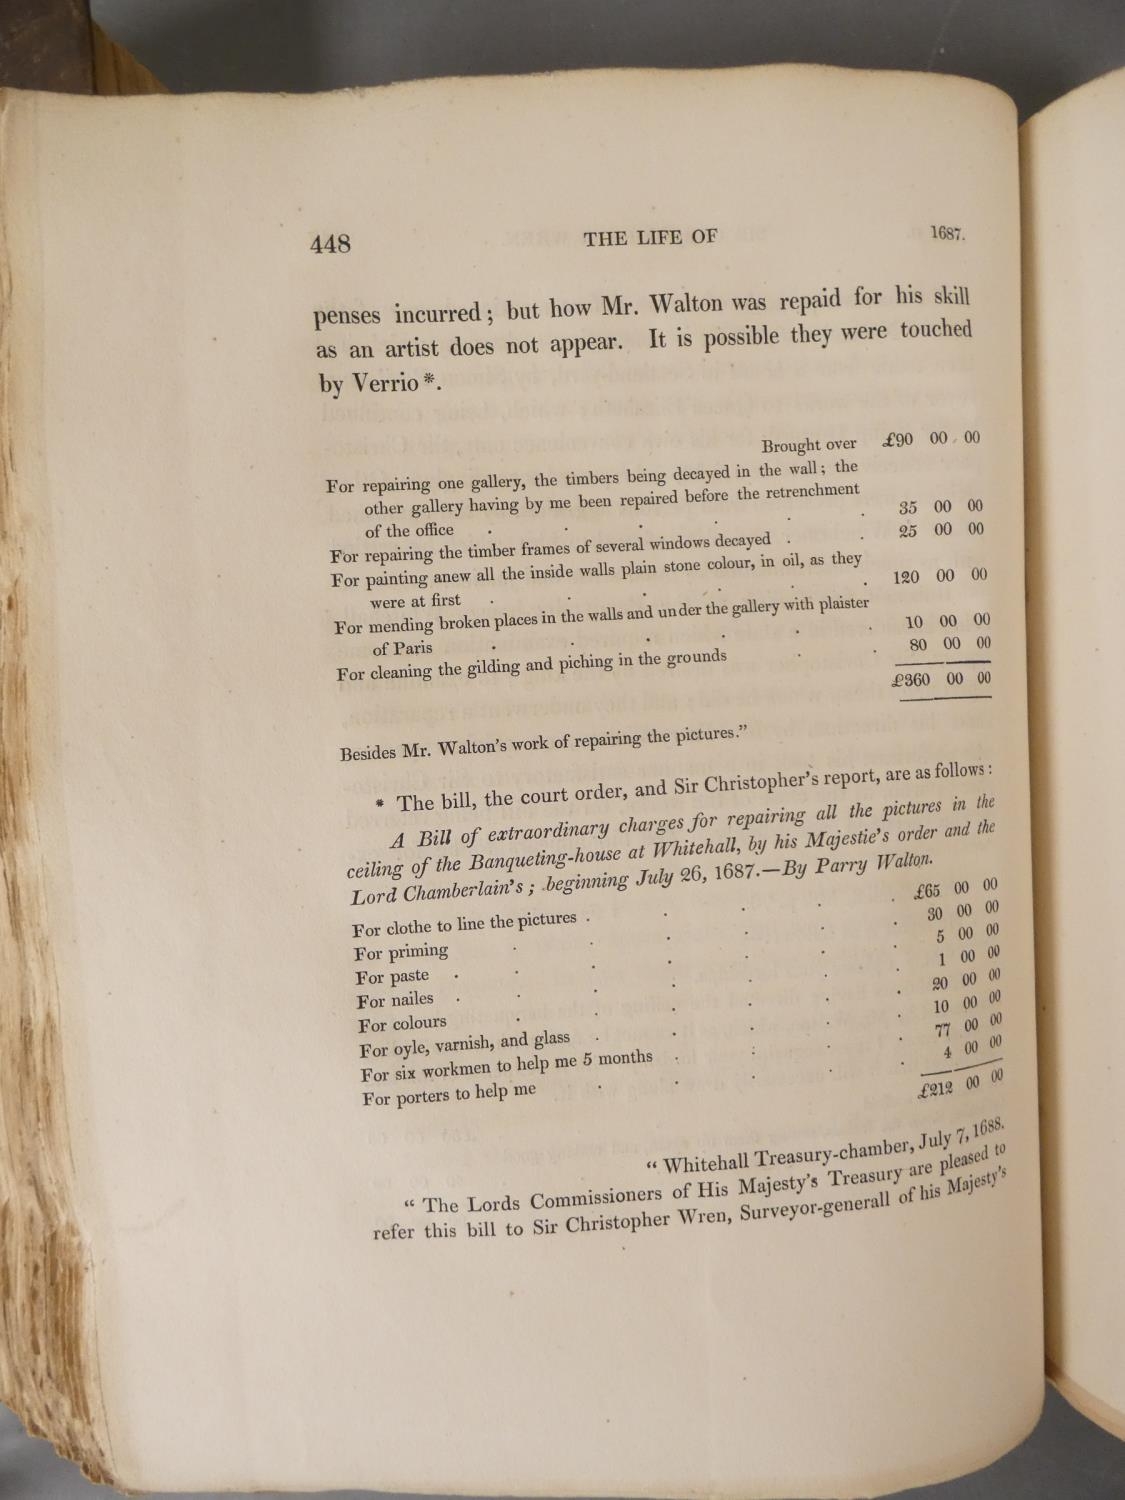 448 THE LIFE OF 1687.
penses incurred; but how Mr. Walton was repaid for his skill
as an artist does not appear. It is possible they were touched
by Verrio*.
Brought over £90 00 00
For repairing one gallery, the timbers being decayed in the wall; the
other gallery having by me been repaired before the retrenchment
of the office . . . . . . 35 00 00
For repairing the timber frames of several windows decayed . . 25 00 00
For painting anew all the inside walls plain stone colour, in oil, as they
were at first . . . . . . 120 00 00
For mending broken places in the walls and under the gallery with plaister
of Paris . . . . . . 10 00 00
For cleaning the gilding and piching in the grounds . . 80 00 00
£360 00 00
Besides Mr. Walton's work of repairing the pictures."
* The bill, the court order, and Sir Christopher's report, are as follows:
A Bill of extraordinary charges for repairing all the pictures in the
ceiling of the Banqueting-house at Whitehall, by his Majestie's order and the
Lord Chamberlain's; beginning July 26, 1687.—By Parry Walton.
For clothe to line the pictures . . . . . £65 00 00
For priming . . . . . . 30 00 00
For paste . . . . . . . 5 00 00
For nailes . . . . . . . 1 00 00
For colours . . . . . . 20 00 00
For oyle, varnish, and glass . . . . . 10 00 00
For six workmen to help me 5 months . . . . 77 00 00
For porters to help me . . . . . 4 00 00
£212 00 00
"Whitehall Treasury-chamber, July 7, 1688.
"The Lords Commissioners of His Majesty's Treasury are pleased to
refer this bill to Sir Christopher Wren, Surveyor-generall of his Majesty's